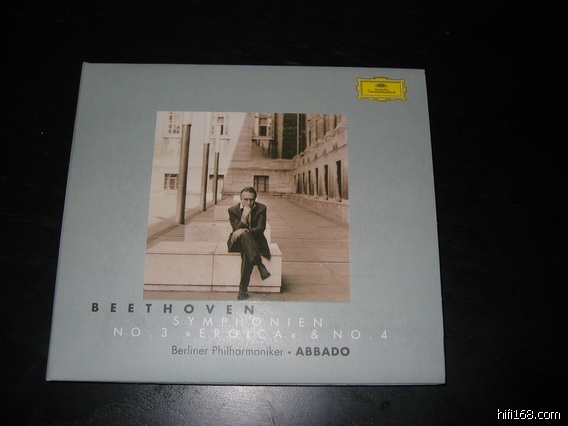 BEETHOVEN
SYMPHONIEN
NO.3 »EROICA« & NO.4
Berliner Philharmoniker - ABBADO
hifi168.com